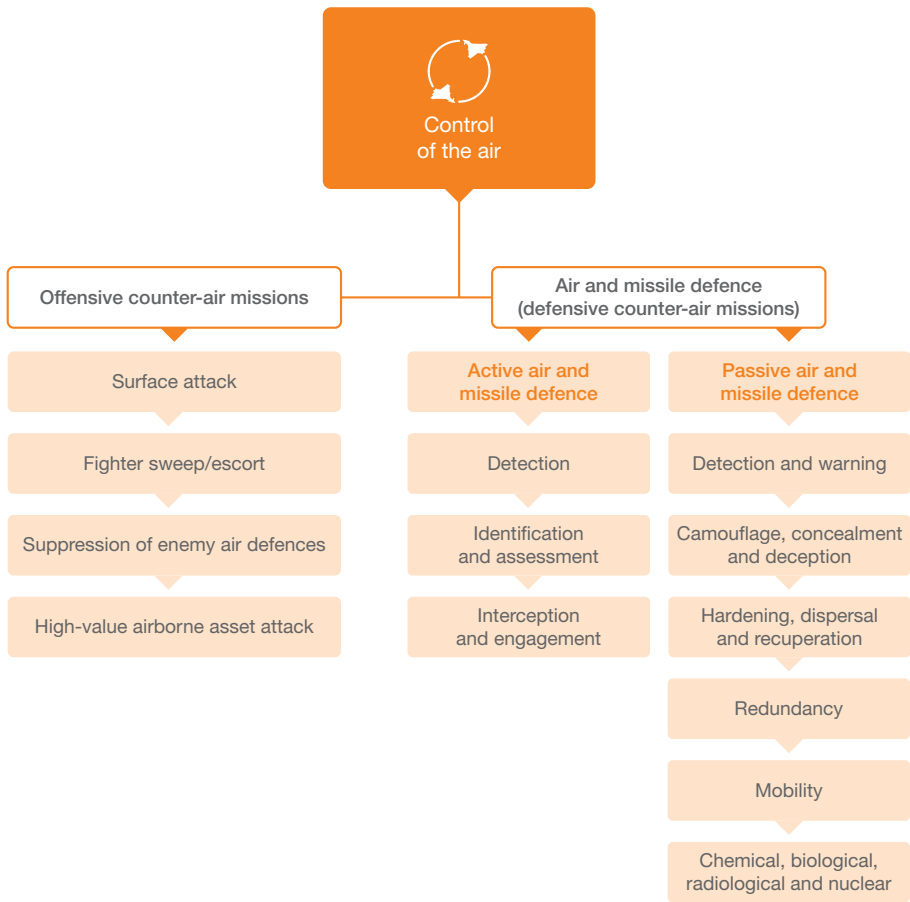 Control
of the air
Offensive counter-air missions
Air and missile defence
(defensive counter-air missions)
Surface attack
Fighter sweep/escort
Suppression of enemy air defences
High-value airborne asset attack
Active air and
missile defence
Detection
Identification
and assessment
Interception
and engagement
Passive air and
missile defence
Detection and warning
Camouflage, concealment
and deception
Hardening, dispersal
and recuperation
Redundancy
Mobility
Chemical, biological,
radiological and nuclear